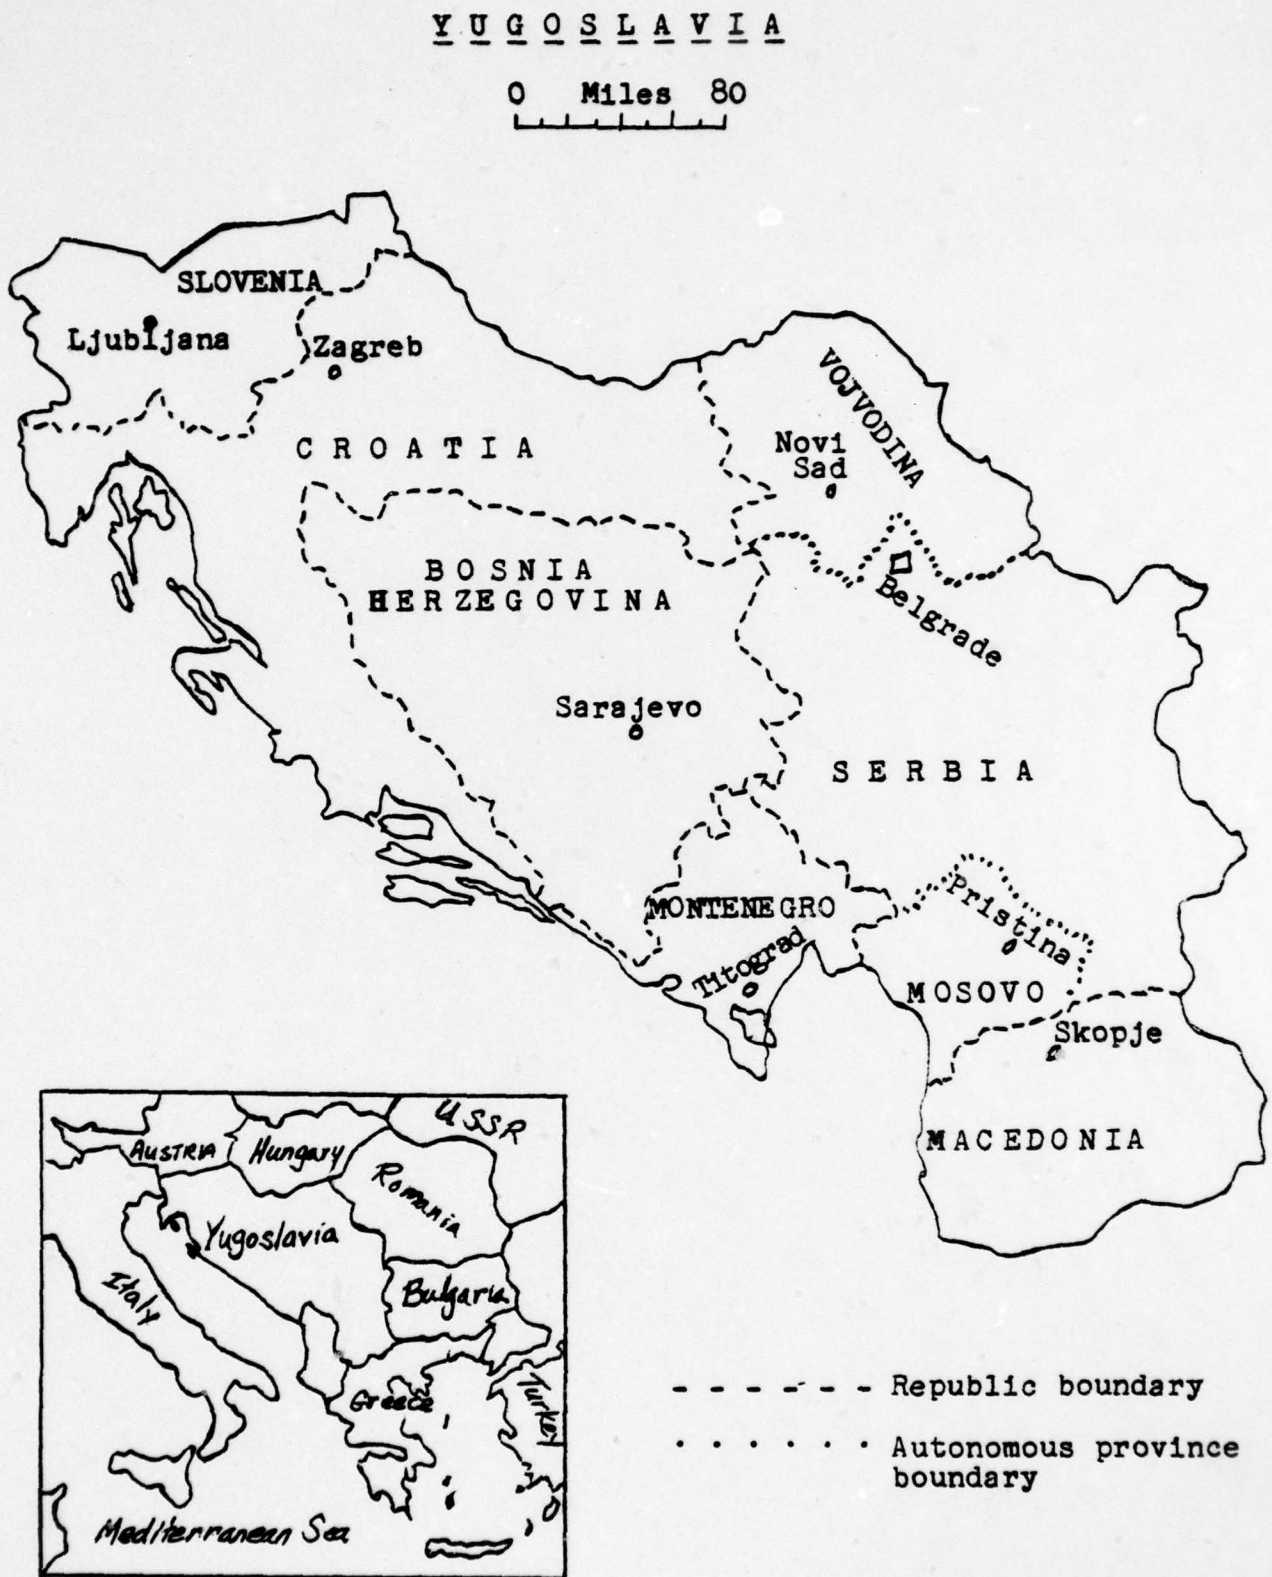 YUGOSLAVIA
0 Miles 80
SLOVENIA
Ljubljana
Zagreb
CROATIA
VOJVODINA
Novi
Sad
BOSNIA
HERZEGOVINA
Belgrade
Sarajevo
SERBIA
MONTENEGRO
Titograd
Pristina
MOSOVO
Skopje
MACEDONIA
USSR
AUSTRIA
Hungary
Romania
Yugoslavia
Italy
Bulgaria
Greece
Turkey
Mediterranean Sea
Republic boundary
Autonomous province
boundary